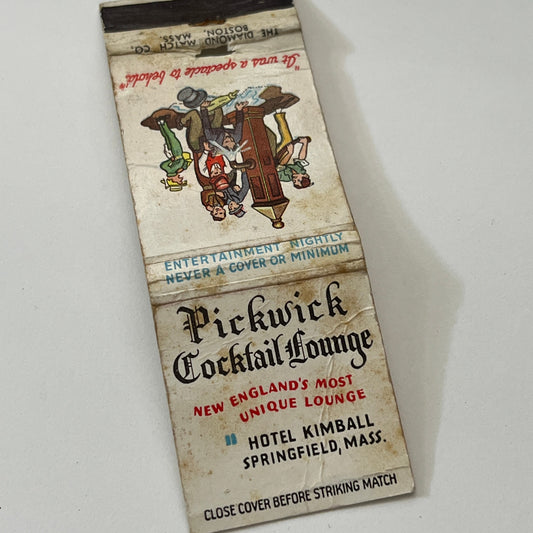 THE DIAMOND MATCH CO.
BOSTON,
MASS.
"It was a spectacle to behold"
ENTERTAINMENT NIGHTLY
NEVER A COVER OR MINIMUM
Pickwick
Cocktail Lounge
NEW ENGLAND'S MOST
UNIQUE LOUNGE
HOTEL KIMBALL
SPRINGFIELD, MASS.
CLOSE COVER BEFORE STRIKING MATCH